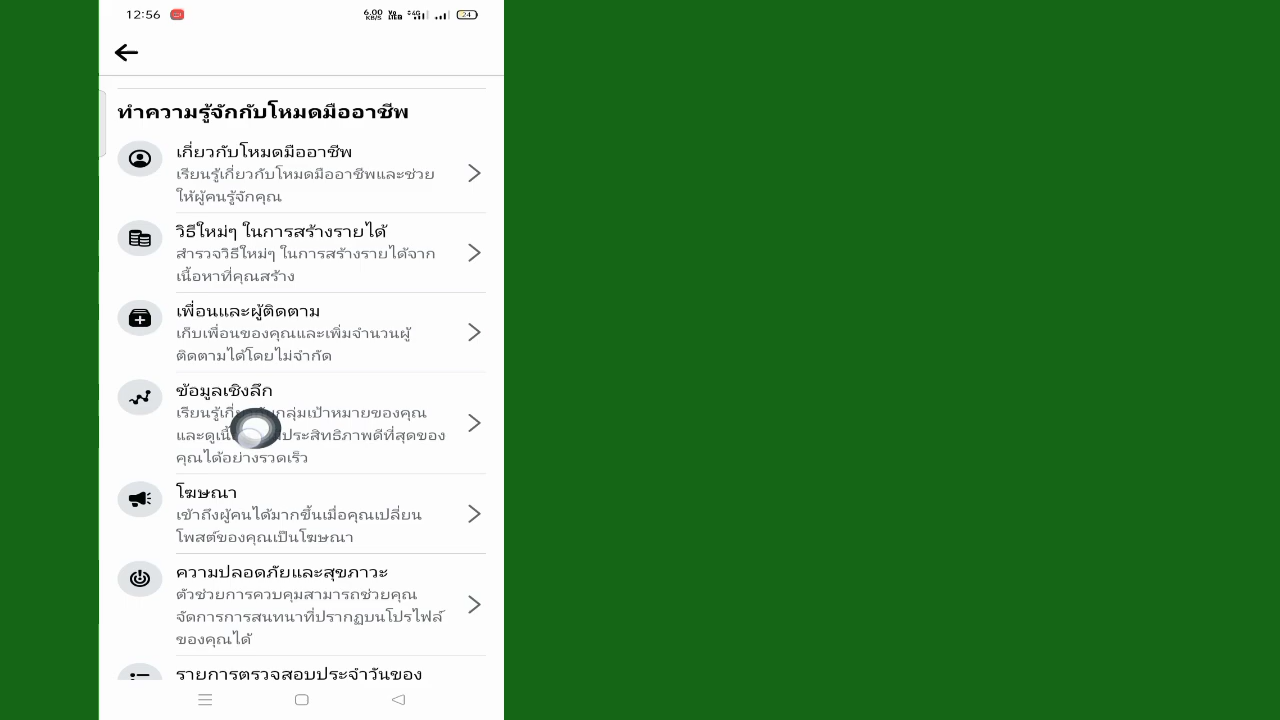 12:56
6.00 KB/S
4G
24
ทำความรู้จักกับโหมดมืออาชีพ
เกี่ยวกับโหมดมืออาชีพ
เรียนรู้เกี่ยวกับโหมดมืออาชีพและช่วย
ให้ผู้คนรู้จักคุณ
วิธีใหม่ๆ ในการสร้างรายได้
สำรวจวิธีใหม่ๆ ในการสร้างรายได้จาก
เนื้อหาที่คุณสร้าง
เพื่อนและผู้ติดตาม
เก็บเพื่อนของคุณและเพิ่มจำนวนผู้
ติดตามได้โดยไม่จำกัด
ข้อมูลเชิงลึก
เรียนรู้ กลุ่มเป้าหมายของคุณ
และดู ประสิทธิภาพดีที่สุดของ
คุณได้อย่างรวดเร็ว
โฆษณา
เข้าถึงผู้คนได้มากขึ้นเมื่อคุณเปลี่ยน
โพสต์ของคุณเป็นโฆษณา
ความปลอดภัยและสุขภาวะ
ตัวช่วยการควบคุมสามารถช่วยคุณ
จัดการการสนทนาที่ปรากฏบนโปรไฟล์
ของคุณได้
รายการตรวจสอบประจำวันของ